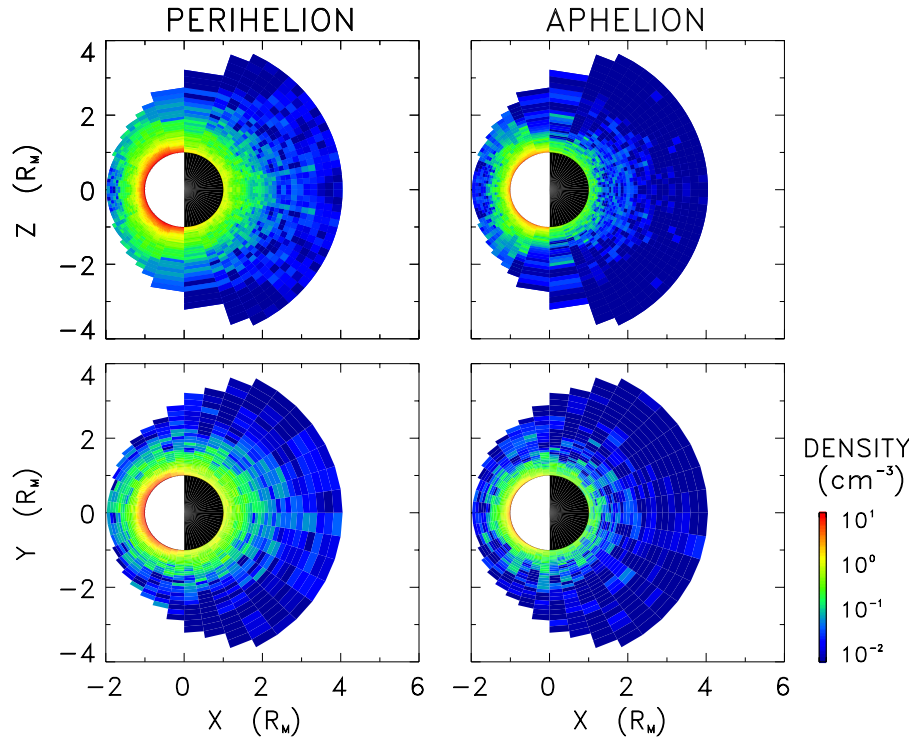 PERIHELION
APHELION
4
2
0
−2
−4
Z (R_M)
4
2
0
−2
−4
Y (R_M)
−2 0 2 4 6
X (R_M)
−2 0 2 4 6
X (R_M)
DENSITY
(cm⁻³)
10¹
10⁰
10⁻¹
10⁻²